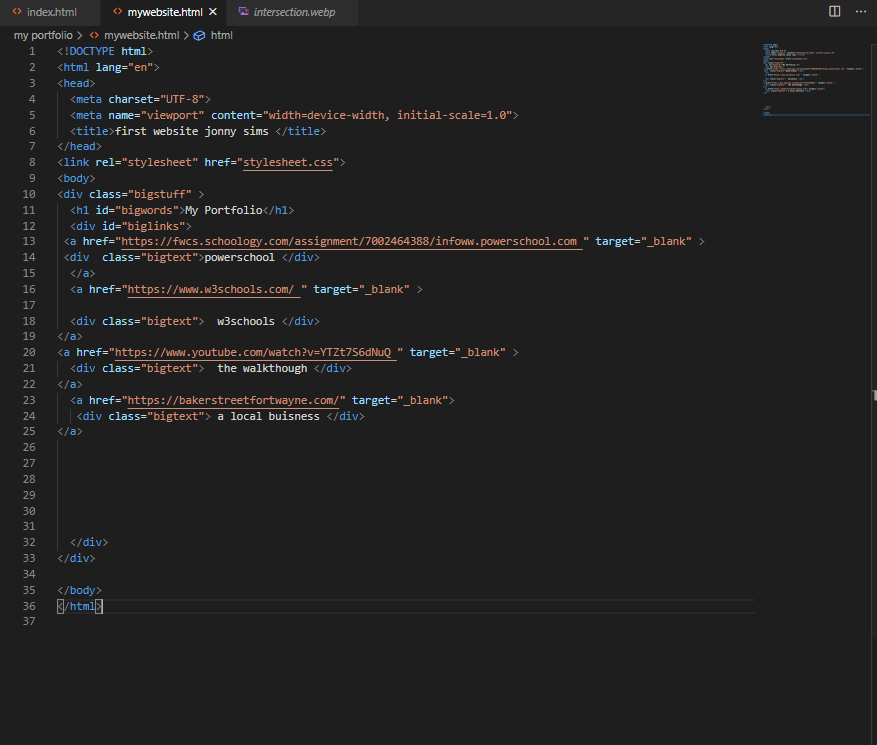 index.html mywebsite.html intersection.webp
my portfolio > mywebsite.html > html
1 <!DOCTYPE html>
2 <html lang="en">
3 <head>
4 <meta charset="UTF-8">
5 <meta name="viewport" content="width=device-width, initial-scale=1.0">
6 <title>first website jonny sims </title>
7 </head>
8 <link rel="stylesheet" href="stylesheet.css">
9 <body>
10 <div class="bigstuff" >
11 <h1 id="bigwords">My Portfolio</h1>
12 <div id="biglinks">
13 <a href="https://fwcs.schoology.com/assignment/7002464388/infoww.powerschool.com " target="_blank" >
14 <div  class="bigtext">powerschool </div>
15 </a>
16 <a href="https://www.w3schools.com/ " target="_blank" >
17
18 <div class="bigtext">  w3schools </div>
19 </a>
20 <a href="https://www.youtube.com/watch?v=YTZt7S6dNuQ " target="_blank" >
21 <div class="bigtext">  the walkthough </div>
22 </a>
23 <a href="https://bakerstreetfortwayne.com/" target="_blank">
24 <div class="bigtext"> a local buisness </div>
25 </a>
26
27
28
29
30
31
32 </div>
33 </div>
34
35 </body>
36 </html>
37